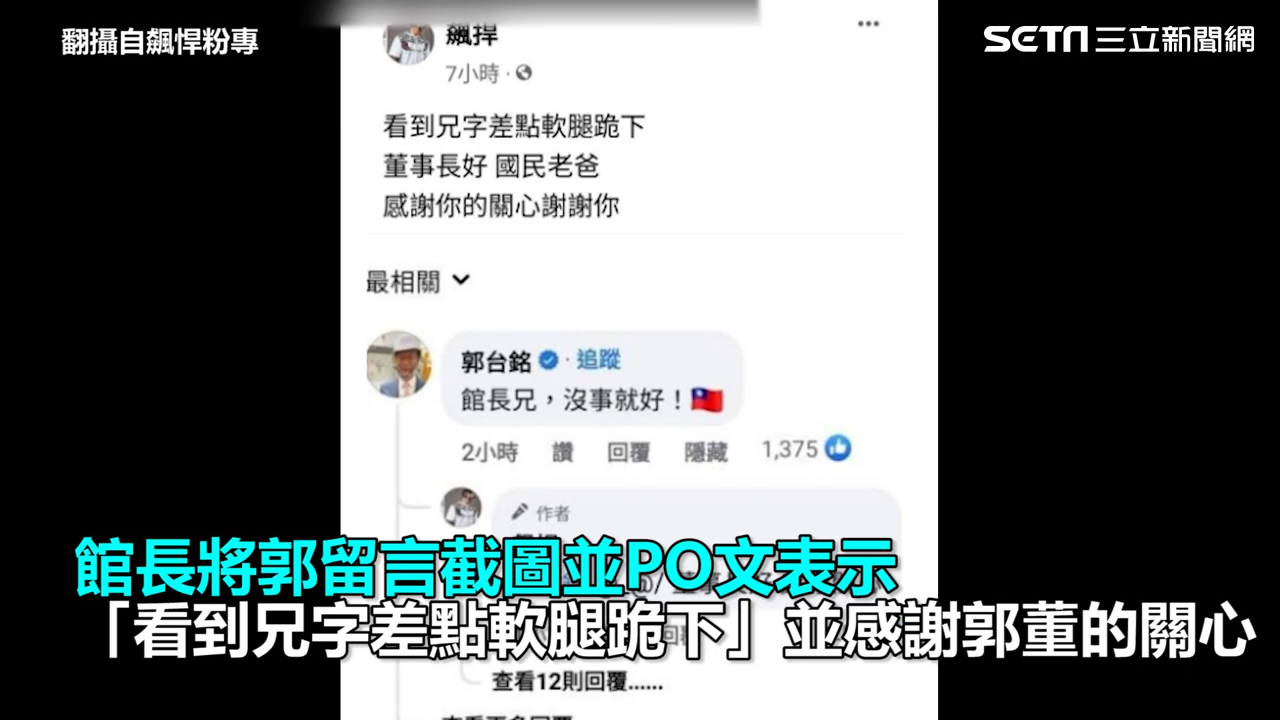 翻攝自飆悍粉專
SETN三立新聞網
飆捍
7小時
看到兄字差點軟腿跪下
董事長好 國民老爸
感謝你的關心謝謝你
最相關
郭台銘 · 追蹤
館長兄，沒事就好！🇹🇼
2小時 讚 回覆 隱藏 1,375
作者
館長將郭留言截圖並PO文表示
「看到兄字差點軟腿跪下」並感謝郭董的關心
查看12則回覆......